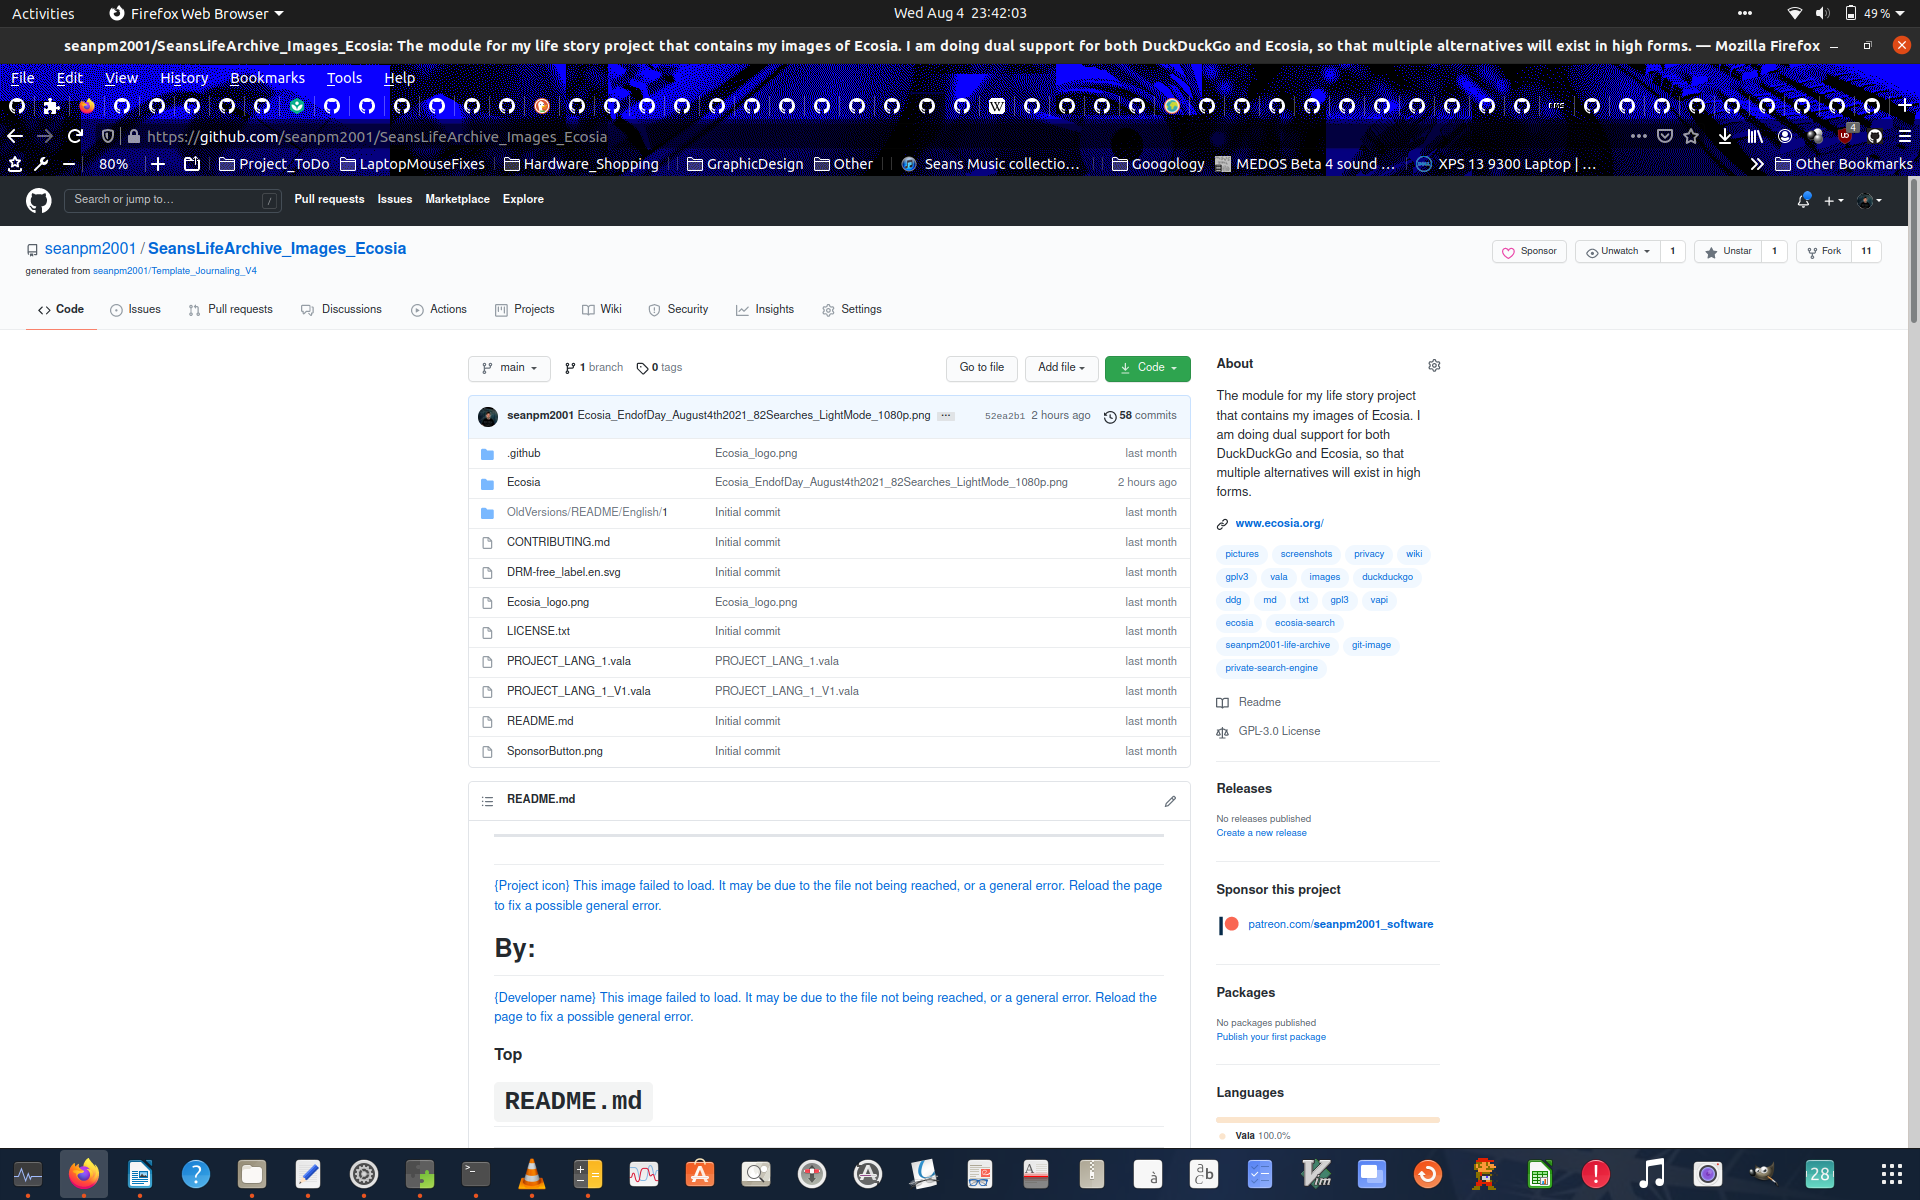 Activities Firefox Web Browser Wed Aug 4 23:42:03 49 %
seanpm2001/SeansLifeArchive_Images_Ecosia: The module for my life story project that contains my images of Ecosia. I am doing dual support for both DuckDuckGo and Ecosia, so that multiple alternatives will exist in high forms. — Mozilla Firefox
File Edit View History Bookmarks Tools Help
https://github.com/seanpm2001/SeansLifeArchive_Images_Ecosia 4
80% Project_ToDo LaptopMouseFixes Hardware_Shopping GraphicDesign Other Seans Music collectio… Googology MEDOS Beta 4 sound … XPS 13 9300 Laptop | … Other Bookmarks
Search or jump to… / Pull requests Issues Marketplace Explore
seanpm2001 / SeansLifeArchive_Images_Ecosia Sponsor Unwatch 1 Unstar 1 Fork 11
generated from seanpm2001/Template_Journaling_V4
Code Issues Pull requests Discussions Actions Projects Wiki Security Insights Settings
main 1 branch 0 tags Go to file Add file Code
seanpm2001 Ecosia_EndofDay_August4th2021_82Searches_LightMode_1080p.png ... 52ea2b1 2 hours ago 58 commits
.github Ecosia_logo.png last month
Ecosia Ecosia_EndofDay_August4th2021_82Searches_LightMode_1080p.png 2 hours ago
OldVersions/README/English/1 Initial commit last month
CONTRIBUTING.md Initial commit last month
DRM-free_label.en.svg Initial commit last month
Ecosia_logo.png Ecosia_logo.png last month
LICENSE.txt Initial commit last month
PROJECT_LANG_1.vala PROJECT_LANG_1.vala last month
PROJECT_LANG_1_V1.vala PROJECT_LANG_1_V1.vala last month
README.md Initial commit last month
SponsorButton.png Initial commit last month
README.md
{Project icon} This image failed to load. It may be due to the file not being reached, or a general error. Reload the page
to fix a possible general error.
By:
{Developer name} This image failed to load. It may be due to the file not being reached, or a general error. Reload the
page to fix a possible general error.
Top
README.md
About
The module for my life story project
that contains my images of Ecosia. I
am doing dual support for both
DuckDuckGo and Ecosia, so that
multiple alternatives will exist in high
forms.
www.ecosia.org/
pictures screenshots privacy wiki
gplv3 vala images duckduckgo
ddg md txt gpl3 vapi
ecosia ecosia-search
seanpm2001-life-archive git-image
private-search-engine
Readme
GPL-3.0 License
Releases
No releases published
Create a new release
Sponsor this project
patreon.com/seanpm2001_software
Packages
No packages published
Publish your first package
Languages
Vala 100.0%
28